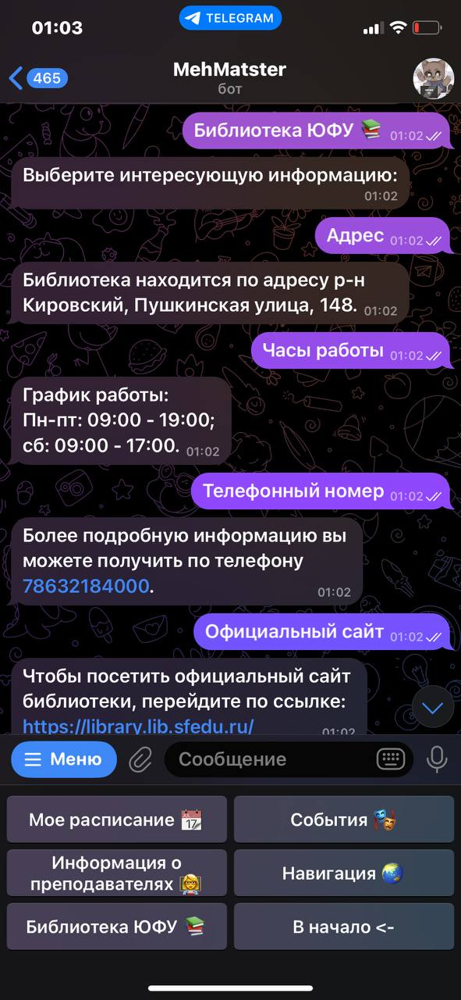 01:03
TELEGRAM
465
MehMatster
бот
Библиотека ЮФУ 📚 01:02
Выберите интересующую информацию:
01:02
Адрес 01:02
Библиотека находится по адресу р-н
Кировский, Пушкинская улица, 148. 01:02
Часы работы 01:02
График работы:
Пн-пт: 09:00 - 19:00;
сб: 09:00 - 17:00. 01:02
Телефонный номер 01:02
Более подробную информацию вы
можете получить по телефону
78632184000. 01:02
Официальный сайт 01:02
Чтобы посетить официальный сайт
библиотеки, перейдите по ссылке:
https://library.lib.sfedu.ru/ 01:02
Меню
Сообщение
Мое расписание 📅
События 🎭
Информация о
преподавателях 👩‍🏫
Навигация 🌏
Библиотека ЮФУ 📚
В начало <-